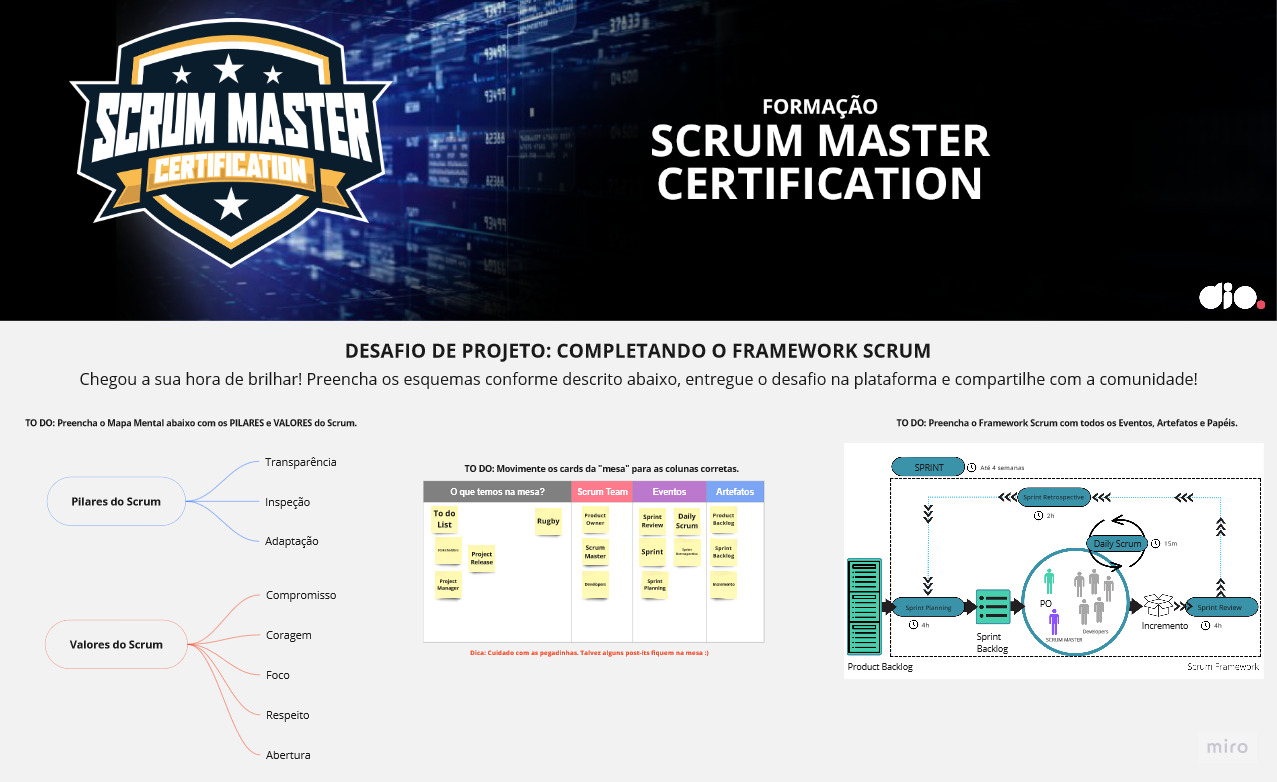 SCRUM MASTER
CERTIFICATION
FORMAÇÃO
SCRUM MASTER
CERTIFICATION
dio.
DESAFIO DE PROJETO: COMPLETANDO O FRAMEWORK SCRUM
Chegou a sua hora de brilhar! Preencha os esquemas conforme descrito abaixo, entregue o desafio na plataforma e compartilhe com a comunidade!
TO DO: Preencha o Mapa Mental abaixo com os PILARES e VALORES do Scrum.
Pilares do Scrum
Transparência
Inspeção
Adaptação
Valores do Scrum
Compromisso
Coragem
Foco
Respeito
Abertura
TO DO: Movimente os cards da "mesa" para as colunas corretas.
O que temos na mesa?
Scrum Team
Eventos
Artefatos
To do
List
Rugby
Stakeholders
Project
Release
Project
Manager
Product
Owner
Scrum
Master
Developers
Sprint
Review
Daily
Scrum
Sprint
Sprint
Retrospective
Sprint
Planning
Product
Backlog
Sprint
Backlog
Incremento
Dica: Cuidado com as pegadinhas. Talvez alguns post-its fiquem na mesa :)
TO DO: Preencha o Framework Scrum com todos os Eventos, Artefatos e Papéis.
SPRINT
Até 4 semanas
Sprint Retrospective
2h
Daily Scrum
15m
Sprint Planning
4h
PO
SCRUM MASTER
Developers
Sprint
Backlog
Incremento
Sprint Review
4h
Product Backlog
Scrum Framework
miro